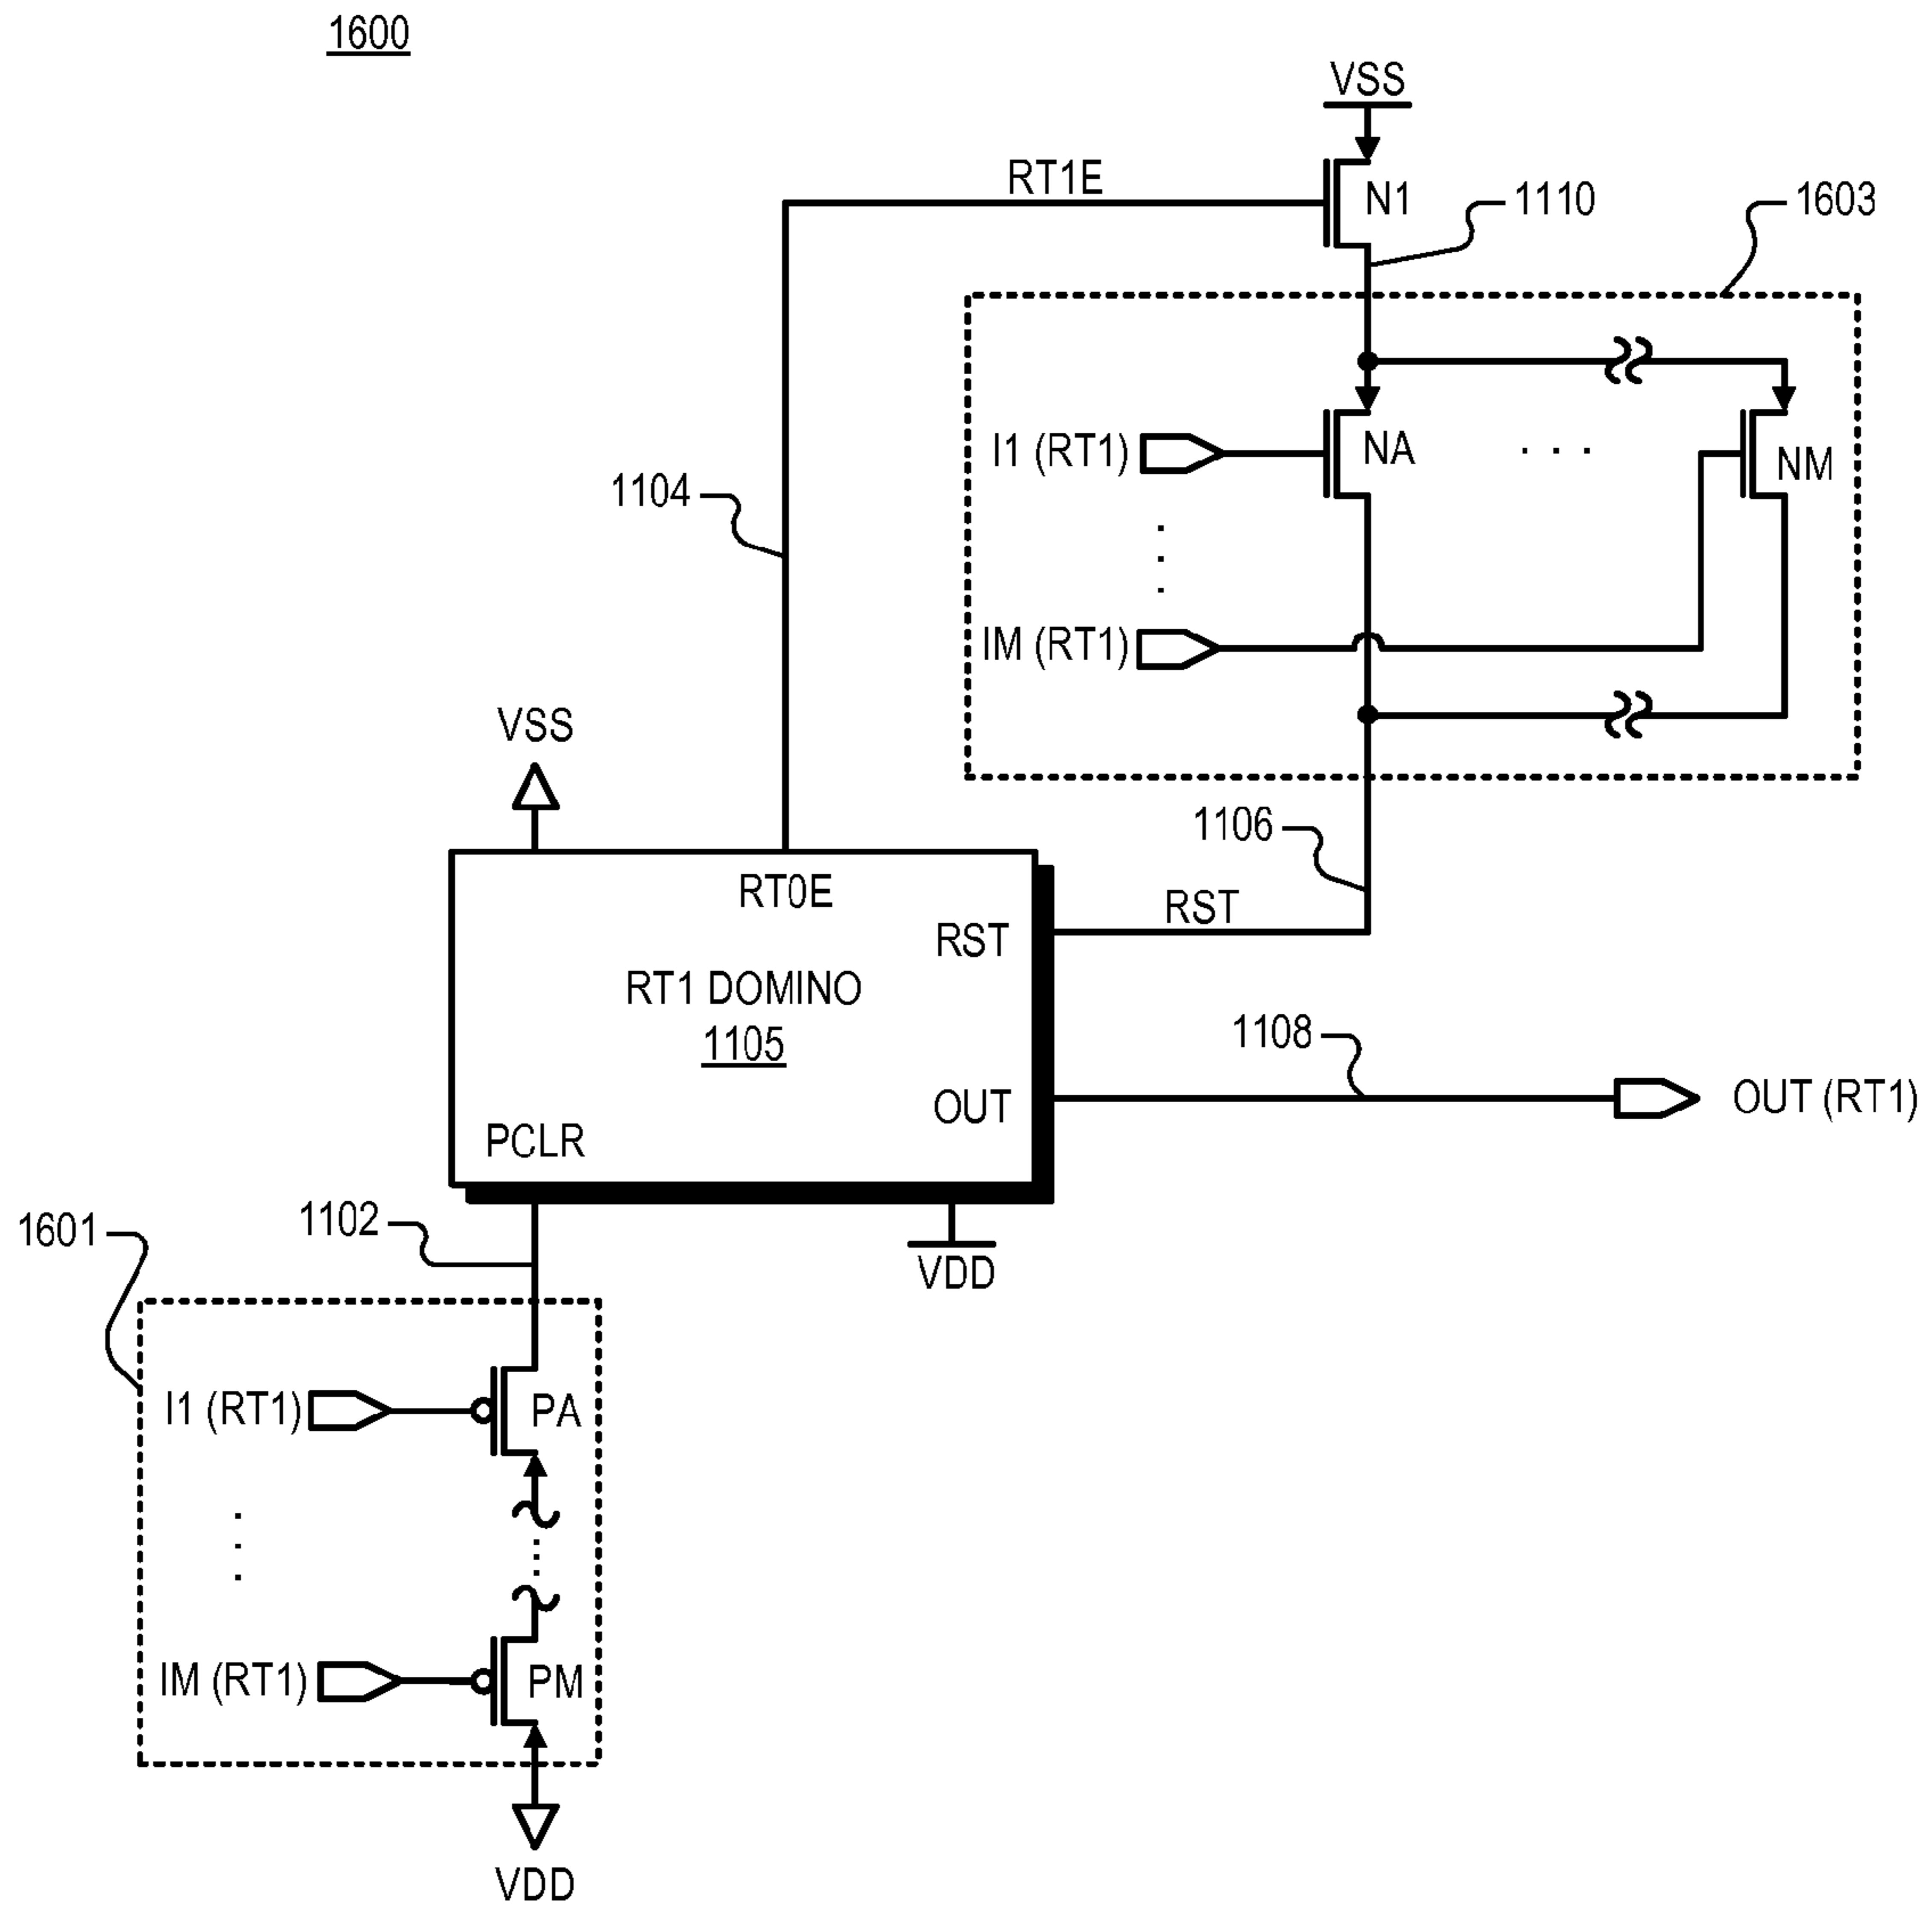 1600
VSS
RT1E
N1
1110
1603
I1 (RT1)
NA
. . .
NM
1104
IM (RT1)
VSS
1106
RT0E
RST
RST
RT1 DOMINO
1105
1108
OUT
OUT (RT1)
PCLR
1601
1102
VDD
I1 (RT1)
PA
IM (RT1)
PM
VDD